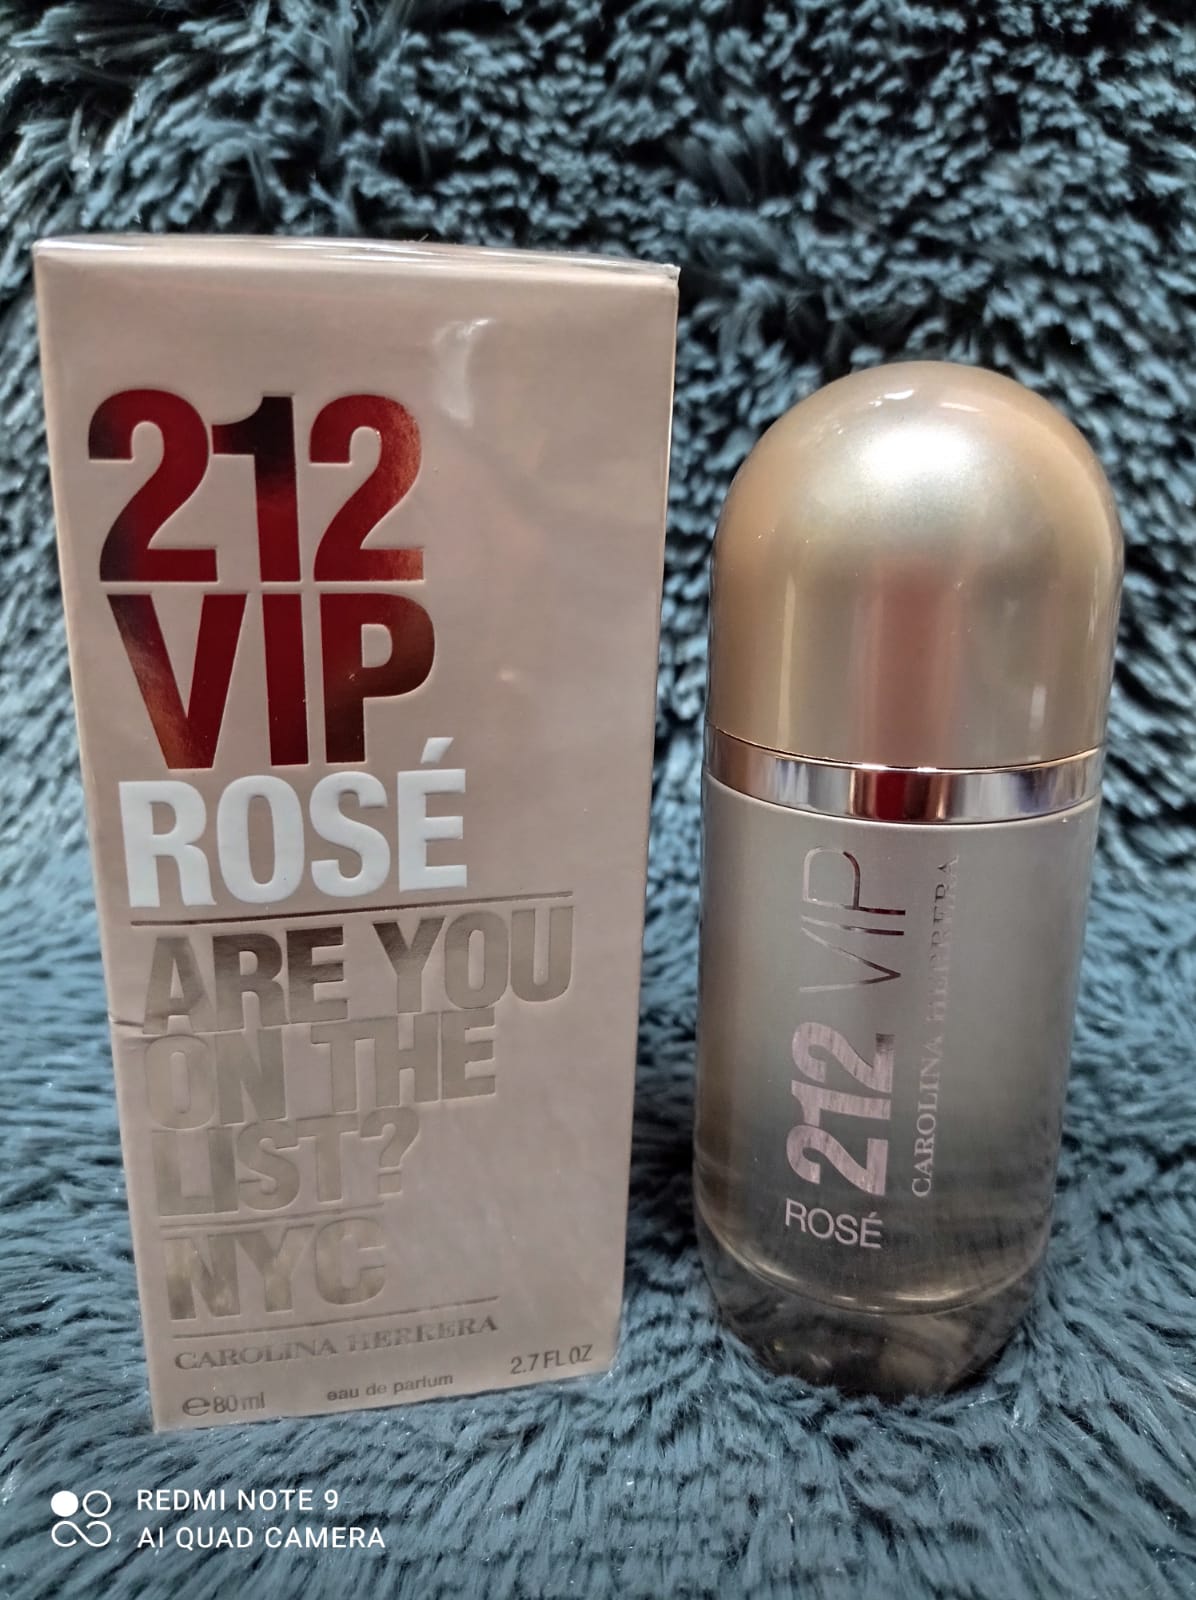 212
VIP
ROSÉ
ARE YOU
ON THE
LIST?
NYC
CAROLINA HERRERA
℮80ml eau de parfum 2.7 FL OZ
ROSÉ 212 VIP
CAROLINA HERRERA
REDMI NOTE 9
AI QUAD CAMERA